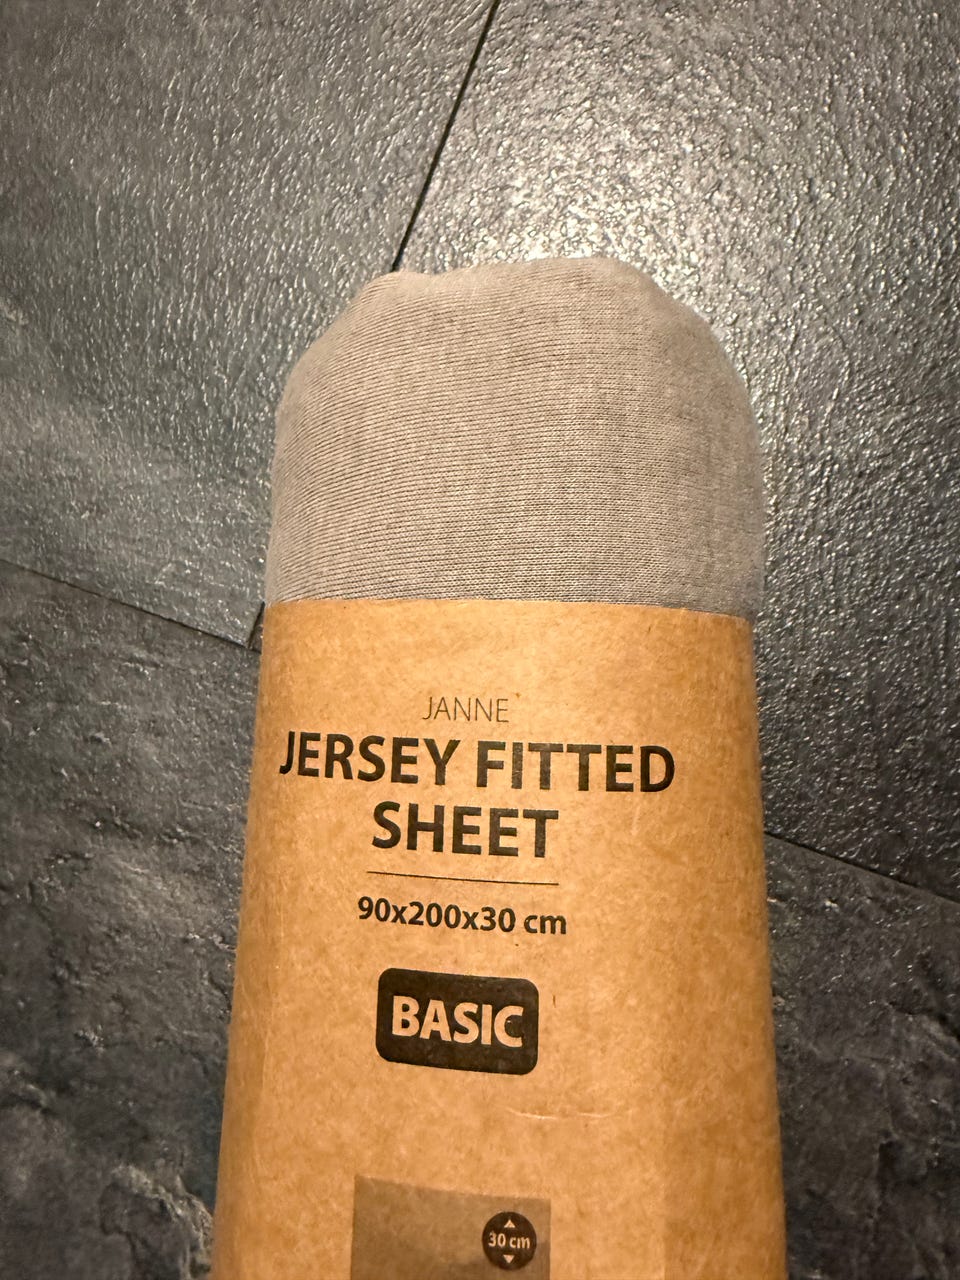 JANNE
JERSEY FITTED
SHEET
90x200x30 cm
BASIC
30 cm